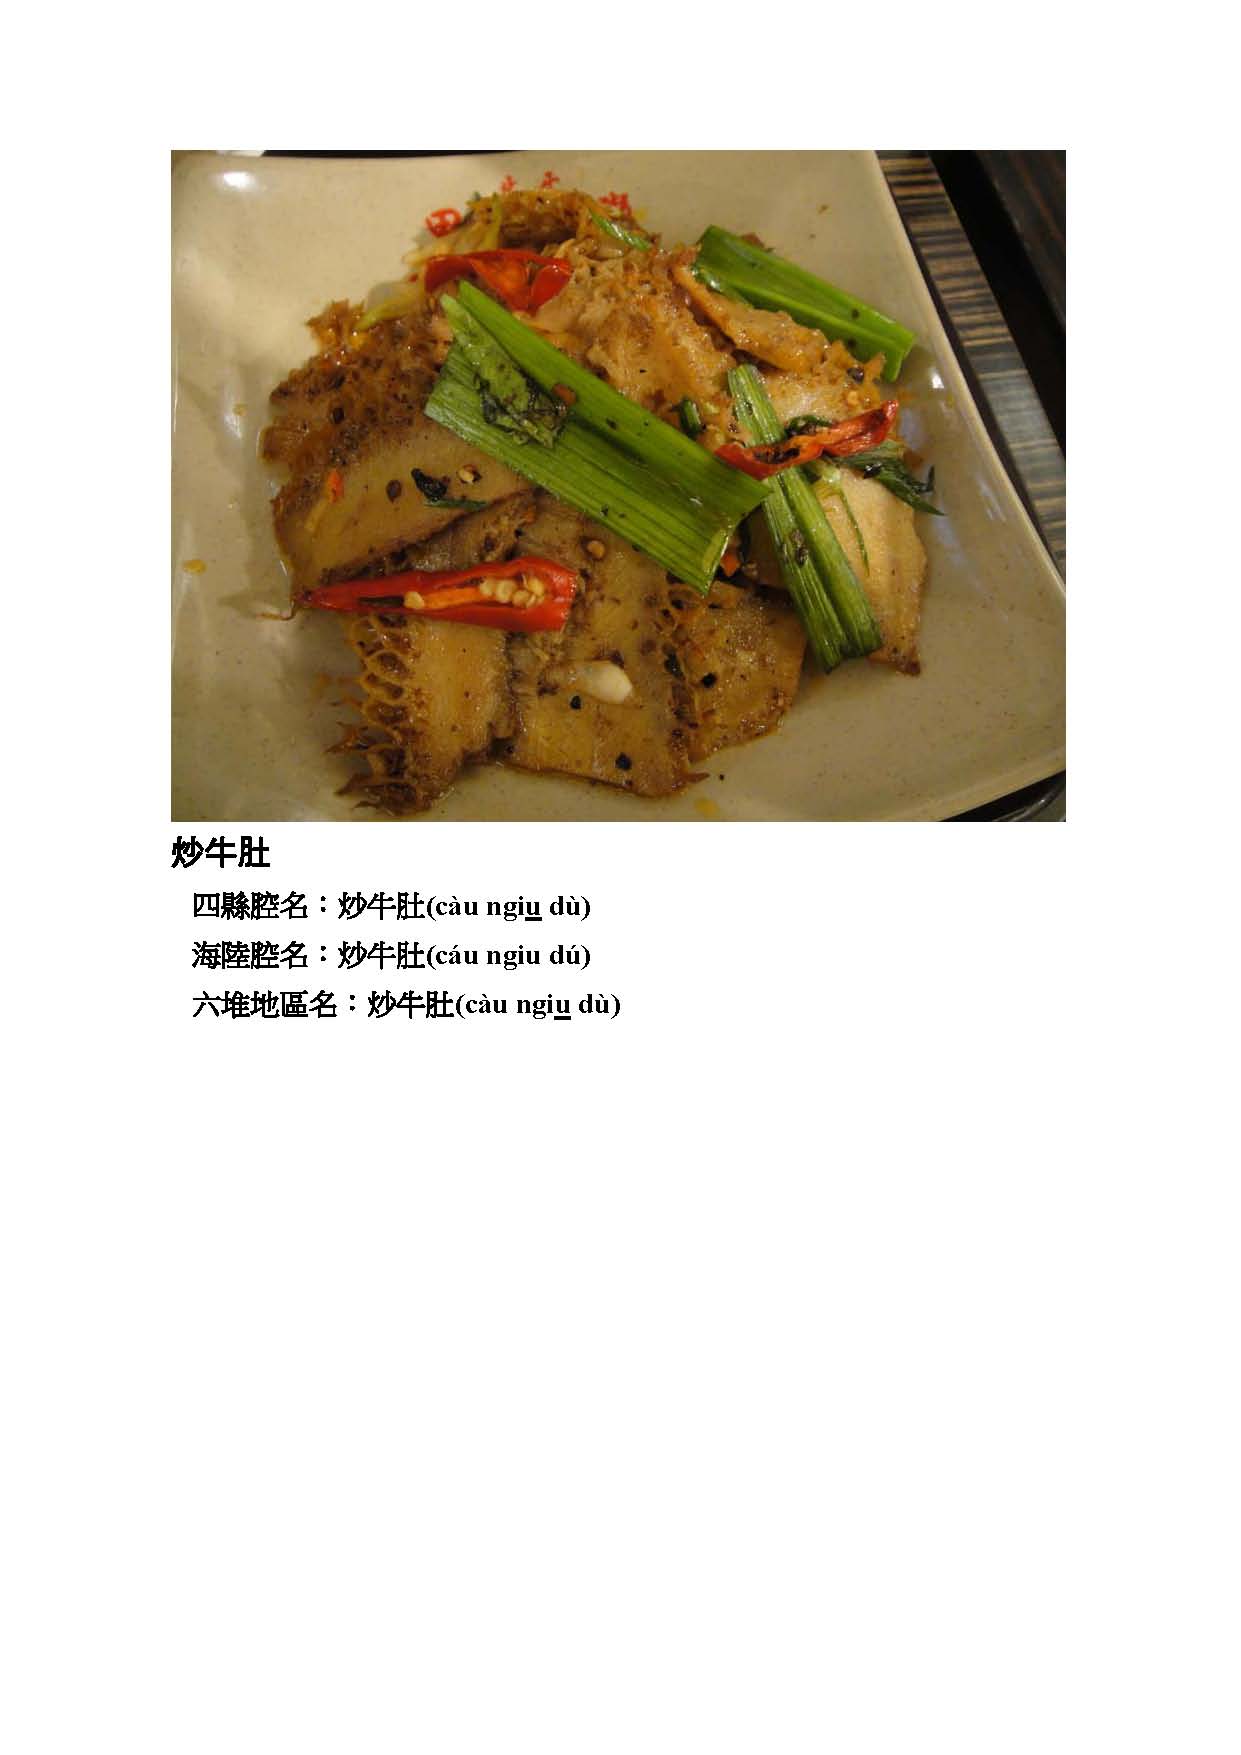 炒牛肚
四縣腔名：炒牛肚(càu ngiu̲ dù)
海陸腔名：炒牛肚(cáu ngiu dú)
六堆地區名：炒牛肚(càu ngiu̲ dù)